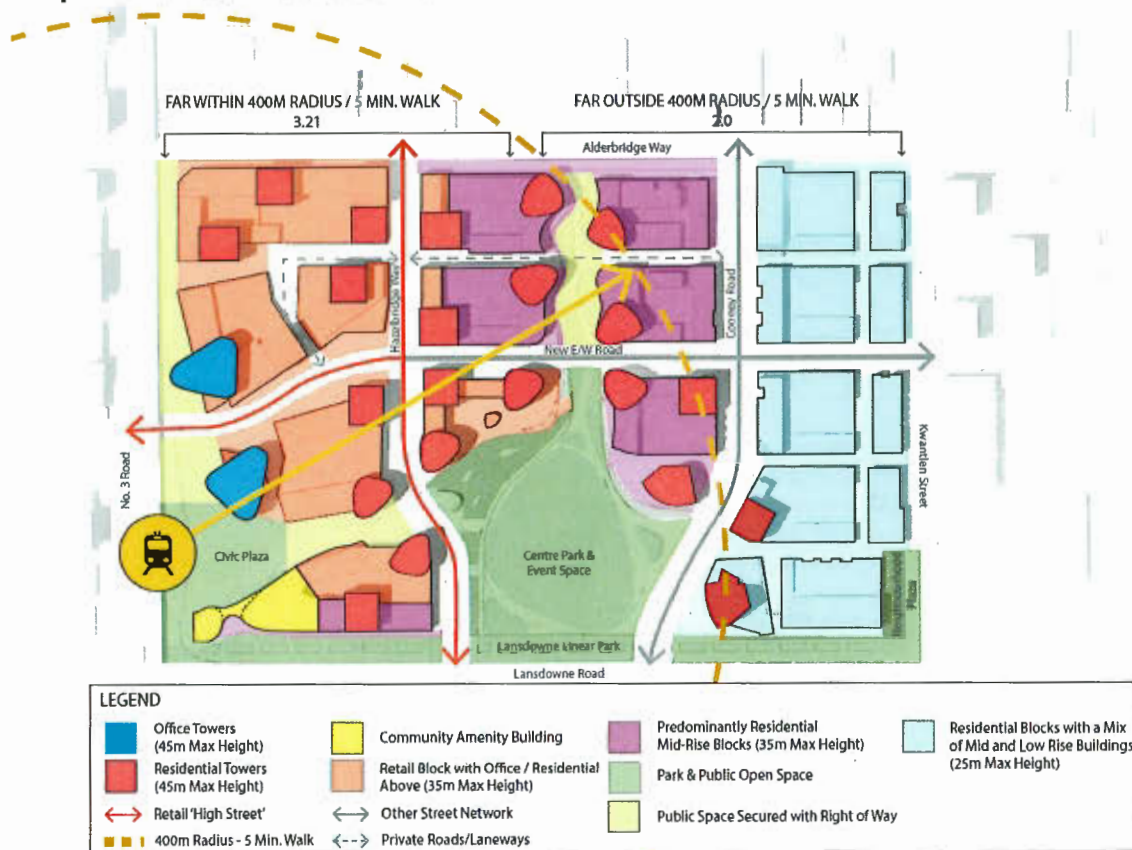 FAR WITHIN 400M RADIUS / 5 MIN. WALK
3.21
FAR OUTSIDE 400M RADIUS / 5 MIN. WALK
2.0
Alderbridge Way
Hazelbridge Way
Cooney Road
New E/W Road
No. 3 Road
Kwantlen Street
Civic Plaza
Centre Park &
Event Space
Neighbourhood
Plaza
Lansdowne Linear Park
Lansdowne Road
LEGEND
Office Towers
(45m Max Height)
Residential Towers
(45m Max Height)
Retail 'High Street'
400m Radius - 5 Min. Walk
Community Amenity Building
Retail Block with Office / Residential
Above (35m Max Height)
Other Street Network
Private Roads/Laneways
Predominantly Residential
Mid-Rise Blocks (35m Max Height)
Park & Public Open Space
Public Space Secured with Right of Way
Residential Blocks with a Mix
of Mid and Low Rise Buildings
(25m Max Height)